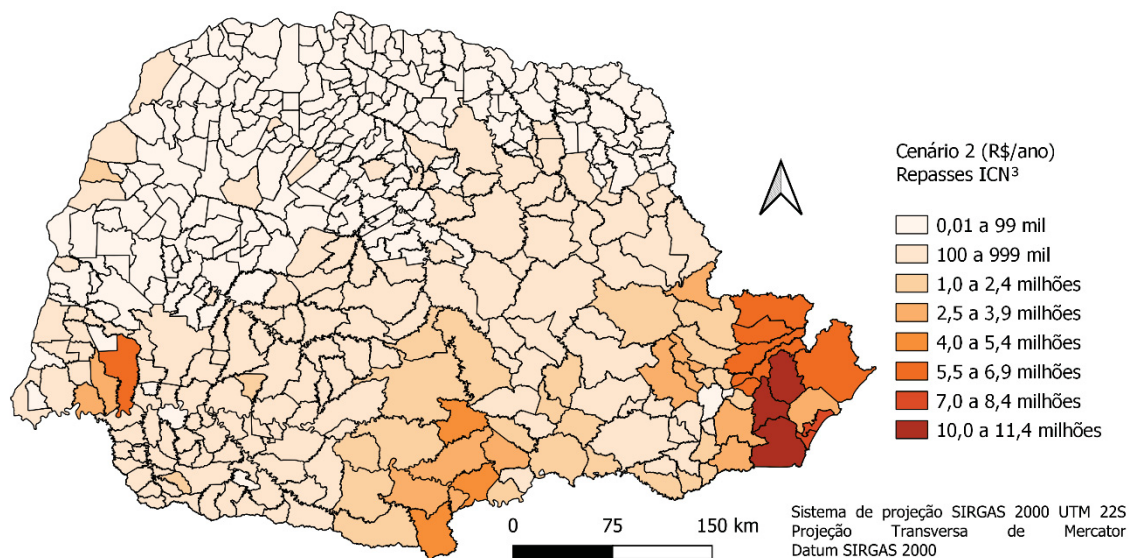 Cenário 2 (R$/ano)
Repasses ICN³
0,01 a 99 mil
100 a 999 mil
1,0 a 2,4 milhões
2,5 a 3,9 milhões
4,0 a 5,4 milhões
5,5 a 6,9 milhões
7,0 a 8,4 milhões
10,0 a 11,4 milhões
0 75 150 km
Sistema de projeção SIRGAS 2000 UTM 22S
Projeção Transversa de Mercator
Datum SIRGAS 2000